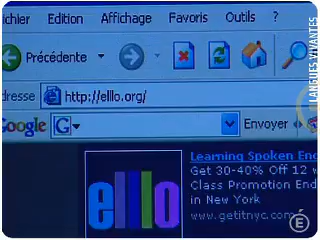 ichier Edition Affichage Favoris Outils ?
Précédente
dresse http://elllo.org/
Google G Envoyer
elllo
Learning Spoken Eng
Get 30-40% Off 12 w
Class Promotion End
in New York
www.getitnyc.com
LANGUES VIVANTES
É